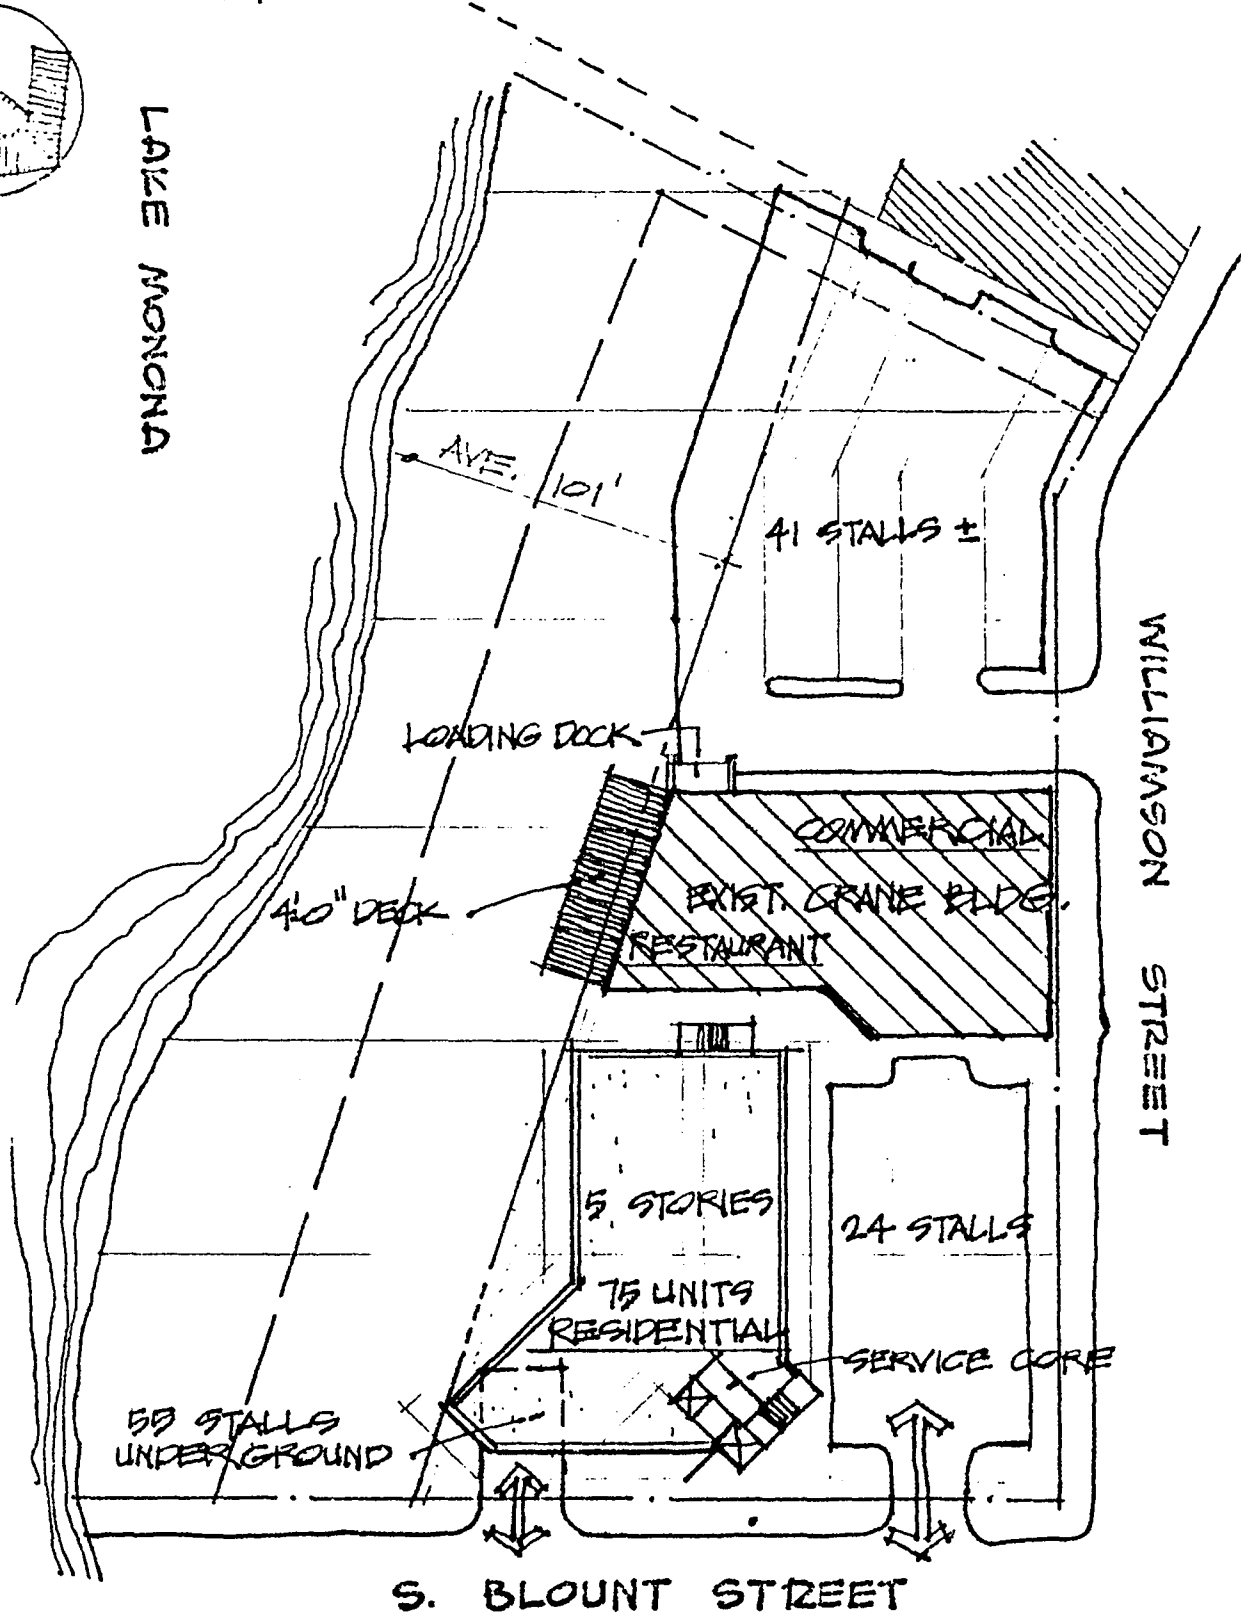 LAKE MONONA
AVE. 101'
41 STALLS ±
WILLIAMSON STREET
LOADING DOCK
COMMERCIAL
4'0" DECK
EXIST. CRANE BLDG.
RESTAURANT
5 STORIES
24 STALLS
75 UNITS
RESIDENTIAL
SERVICE CORE
55 STALLS
UNDERGROUND
S. BLOUNT STREET